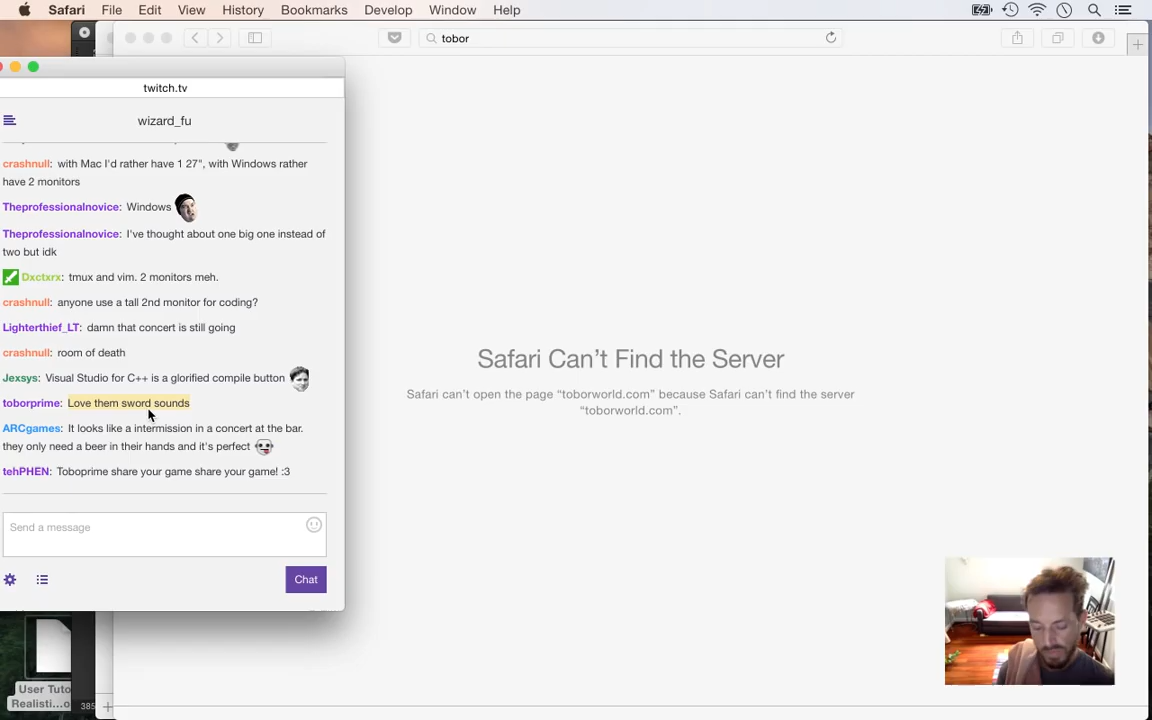 Safari File Edit View History Bookmarks Develop Window Help
tobor
twitch.tv
wizard_fu
crashnull: with Mac I'd rather have 1 27", with Windows rather
have 2 monitors
Theprofessionalnovice: Windows
Theprofessionalnovice: I've thought about one big one instead of
two but idk
Dxctxrx: tmux and vim. 2 monitors meh.
crashnull: anyone use a tall 2nd monitor for coding?
Lighterthief_LT: damn that concert is still going
crashnull: room of death
Jexsys: Visual Studio for C++ is a glorified compile button
toborprime: Love them sword sounds
ARCgames: It looks like a intermission in a concert at the bar.
they only need a beer in their hands and it's perfect
tehPHEN: Toboprime share your game share your game! :3
Send a message
Chat
Safari Can’t Find the Server
Safari can’t open the page “toborworld.com” because Safari can’t find the server
“toborworld.com”.
User Tuto
Realisti...o
385